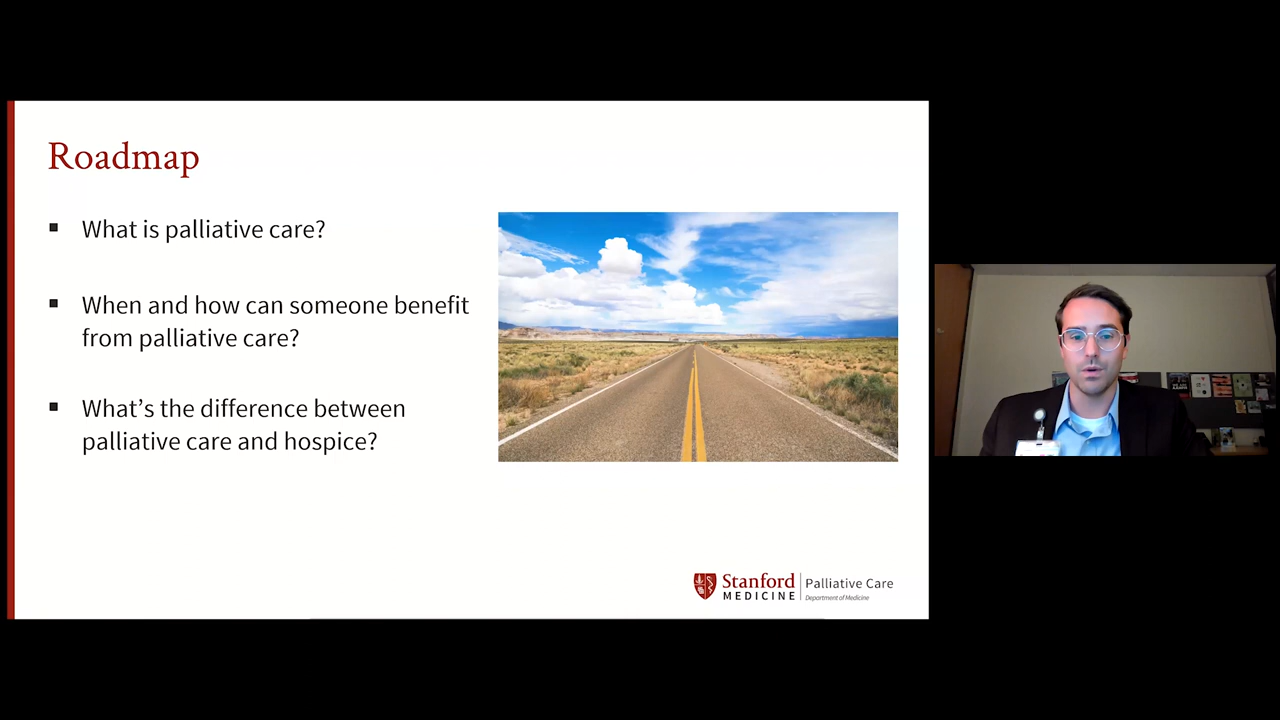 Roadmap
What is palliative care?
When and how can someone benefit
from palliative care?
What’s the difference between
palliative care and hospice?
Stanford
MEDICINE
Palliative Care
Department of Medicine